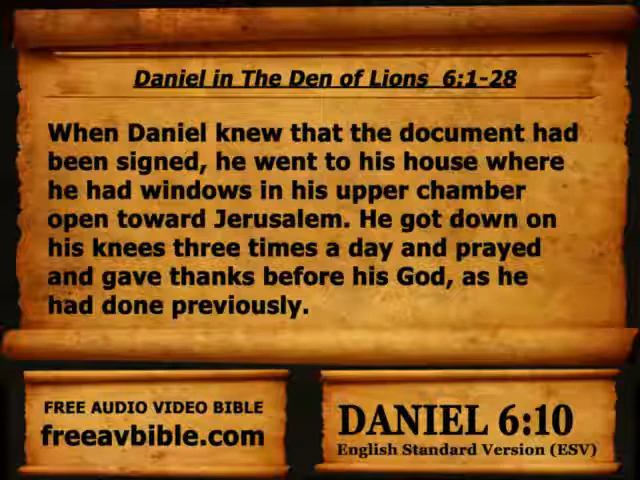 Daniel in The Den of Lions 6:1-28
When Daniel knew that the document had
been signed, he went to his house where
he had windows in his upper chamber
open toward Jerusalem. He got down on
his knees three times a day and prayed
and gave thanks before his God, as he
had done previously.
FREE AUDIO VIDEO BIBLE
freeavbible.com
DANIEL 6:10
English Standard Version (ESV)